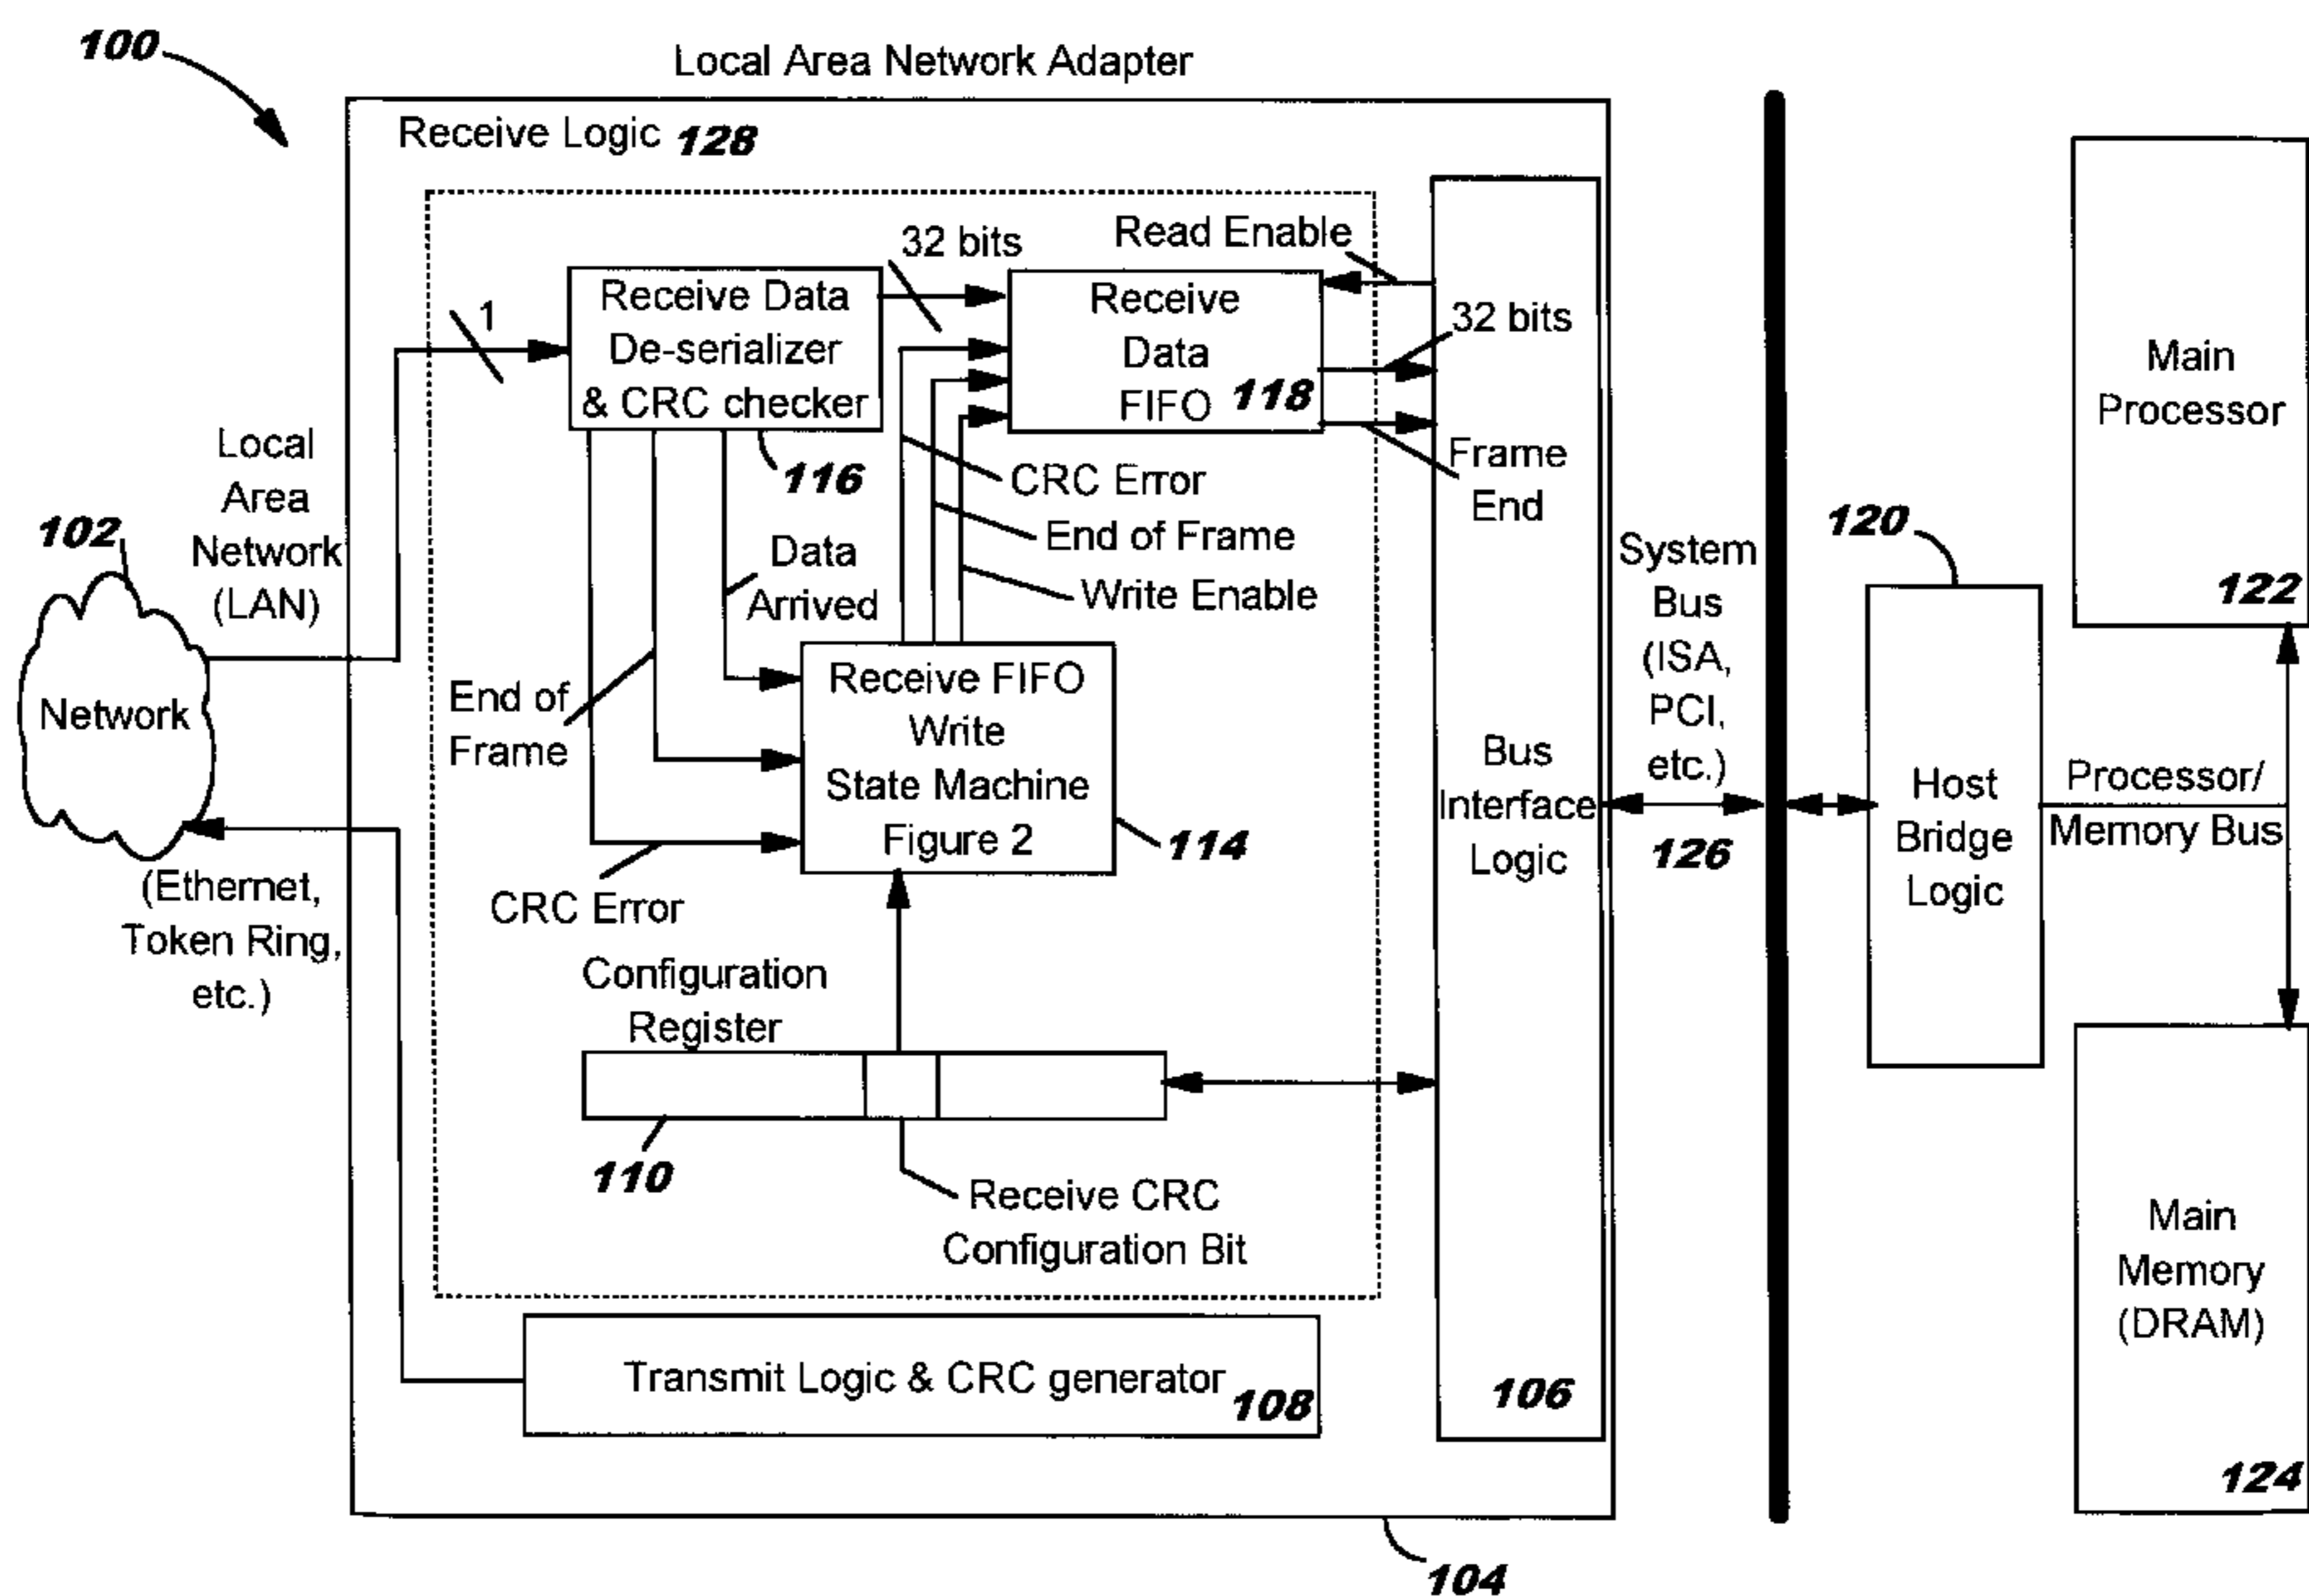 100
Local Area Network Adapter
Receive Logic 128
1
Receive Data
De-serializer
& CRC checker
116
32 bits
Receive
Data
FIFO 118
Read Enable
32 bits
Frame
End
CRC Error
End of Frame
Write Enable
Data
Arrived
End of
Frame
CRC Error
Receive FIFO
Write
State Machine
Figure 2
114
Configuration
Register
110
Receive CRC
Configuration Bit
Transmit Logic & CRC generator 108
Bus
Interface
Logic
106
104
Local
Area
Network
(LAN)
102
Network
(Ethernet,
Token Ring,
etc.)
System
Bus
(ISA,
PCI,
etc.)
126
120
Host
Bridge
Logic
Processor/
Memory Bus
Main
Processor
122
Main
Memory
(DRAM)
124